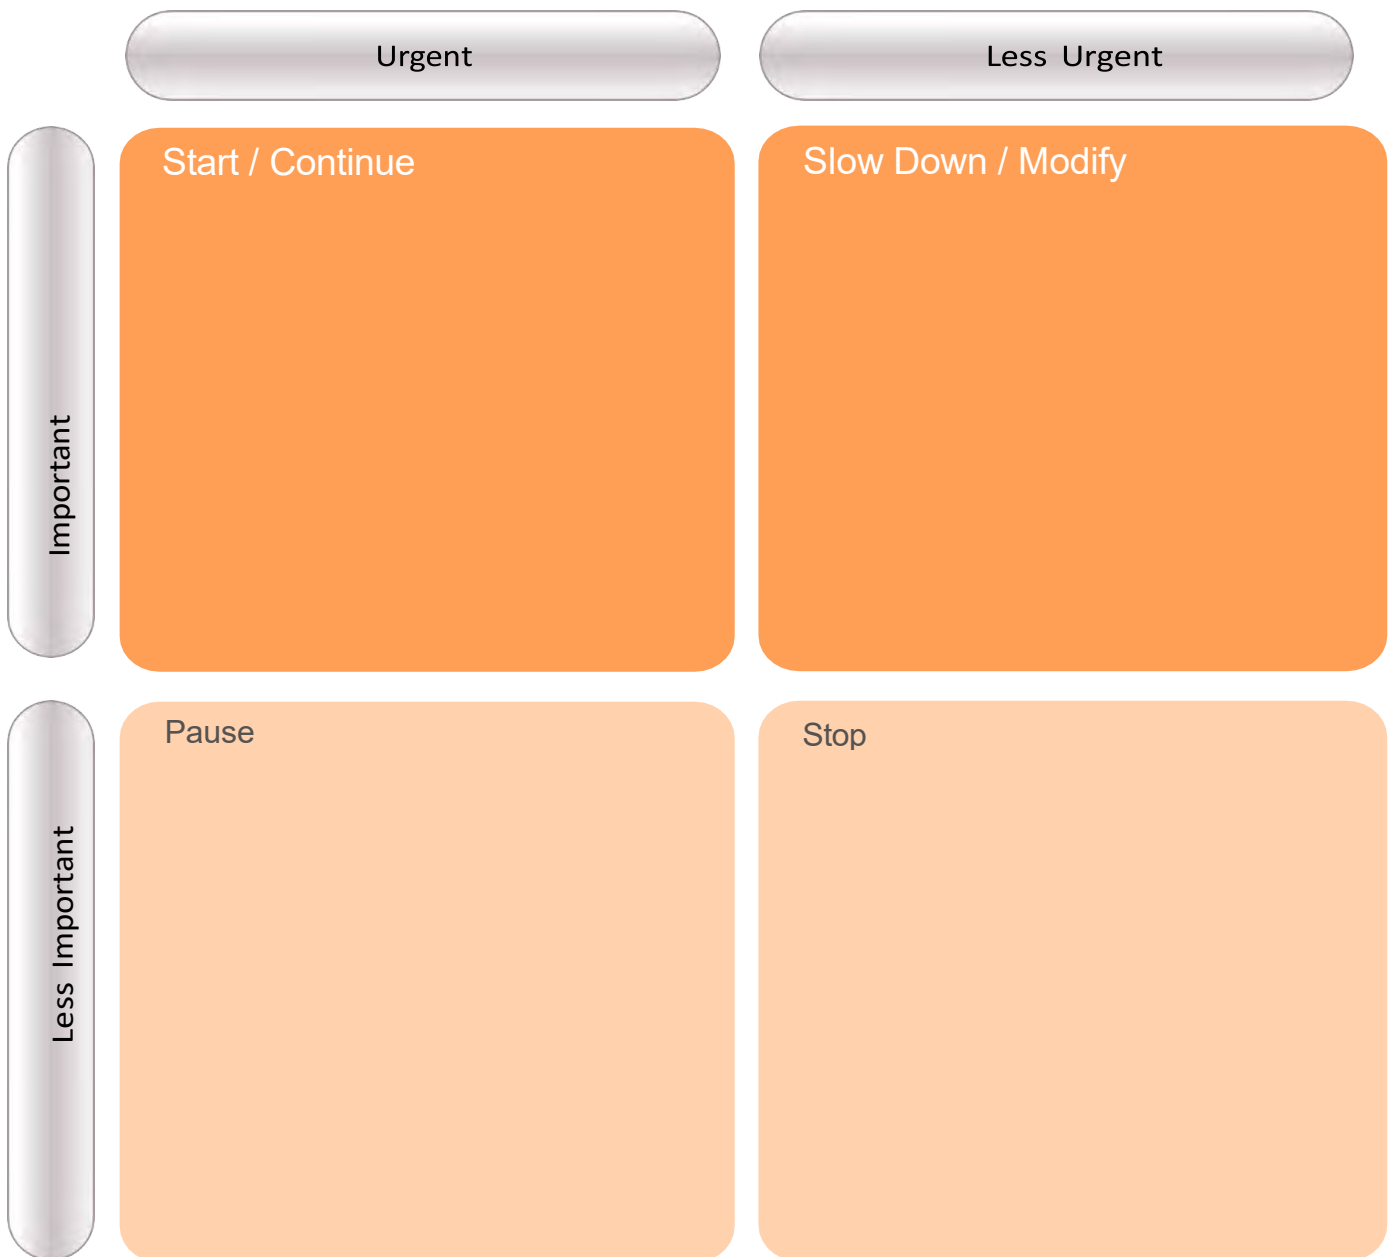 Urgent
Less Urgent
Important
Start / Continue
Slow Down / Modify
Less Important
Pause
Stop